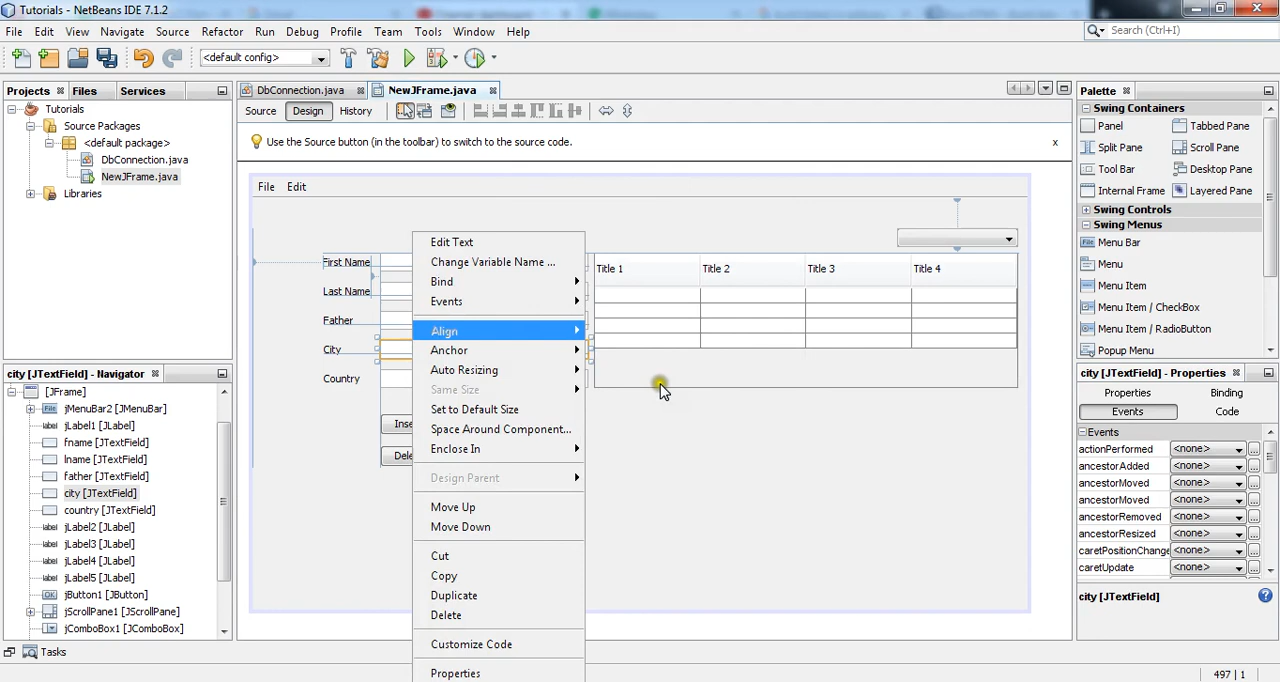 Tutorials - NetBeans IDE 7.1.2
File Edit View Navigate Source Refactor Run Debug Profile Team Tools Window Help
Search (Ctrl+I)
<default config>
Projects Files Services
Tutorials
Source Packages
<default package>
DbConnection.java
NewJFrame.java
Libraries
DbConnection.java NewJFrame.java
Source Design History
Use the Source button (in the toolbar) to switch to the source code. x
File Edit
First Name
Last Name
Father
City
Country
Title 1 Title 2 Title 3 Title 4
Edit Text
Change Variable Name ...
Bind
Events
Align
Anchor
Auto Resizing
Same Size
Set to Default Size
Space Around Component...
Enclose In
Design Parent
Move Up
Move Down
Cut
Copy
Duplicate
Delete
Customize Code
Properties
city [JTextField] - Navigator
[JFrame]
jMenuBar2 [JMenuBar]
jLabel1 [JLabel]
fname [JTextField]
lname [JTextField]
father [JTextField]
city [JTextField]
country [JTextField]
jLabel2 [JLabel]
jLabel3 [JLabel]
jLabel4 [JLabel]
jLabel5 [JLabel]
jButton1 [JButton]
jScrollPane1 [JScrollPane]
jComboBox1 [JComboBox]
Tasks
Palette
Swing Containers
Panel Tabbed Pane
Split Pane Scroll Pane
Tool Bar Desktop Pane
Internal Frame Layered Pane
Swing Controls
Swing Menus
Menu Bar
Menu
Menu Item
Menu Item / CheckBox
Menu Item / RadioButton
Popup Menu
city [JTextField] - Properties
Properties Binding
Events Code
Events
actionPerformed <none> ...
ancestorAdded <none> ...
ancestorMoved <none> ...
ancestorMoved <none> ...
ancestorRemoved <none> ...
ancestorResized <none> ...
caretPositionChange <none> ...
caretUpdate <none> ...
city [JTextField]
497 | 1